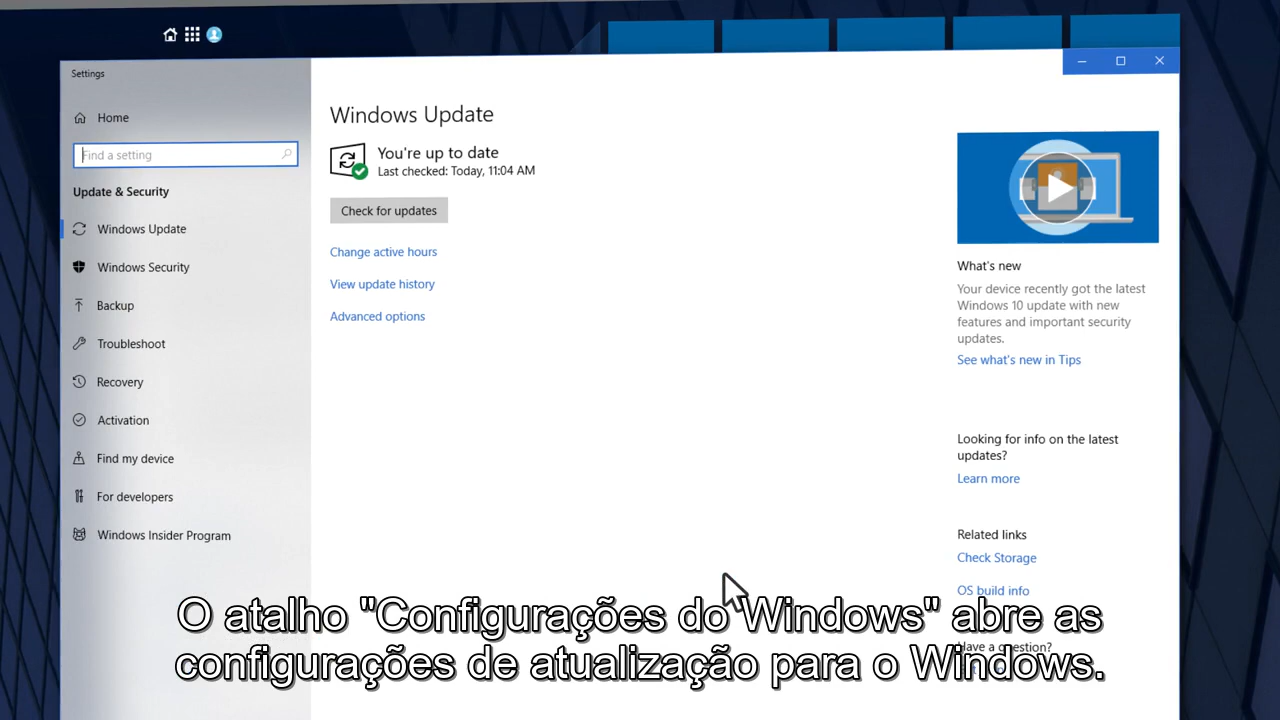 Settings
Home
Find a setting
Update & Security
Windows Update
Windows Security
Backup
Troubleshoot
Recovery
Activation
Find my device
For developers
Windows Insider Program
Windows Update
You're up to date
Last checked: Today, 11:04 AM
Check for updates
Change active hours
View update history
Advanced options
What's new
Your device recently got the latest
Windows 10 update with new
features and important security
updates.
See what's new in Tips
Looking for info on the latest
updates?
Learn more
Related links
Check Storage
OS build info
Have a question?
O atalho "Configurações do Windows" abre as
configurações de atualização para o Windows.